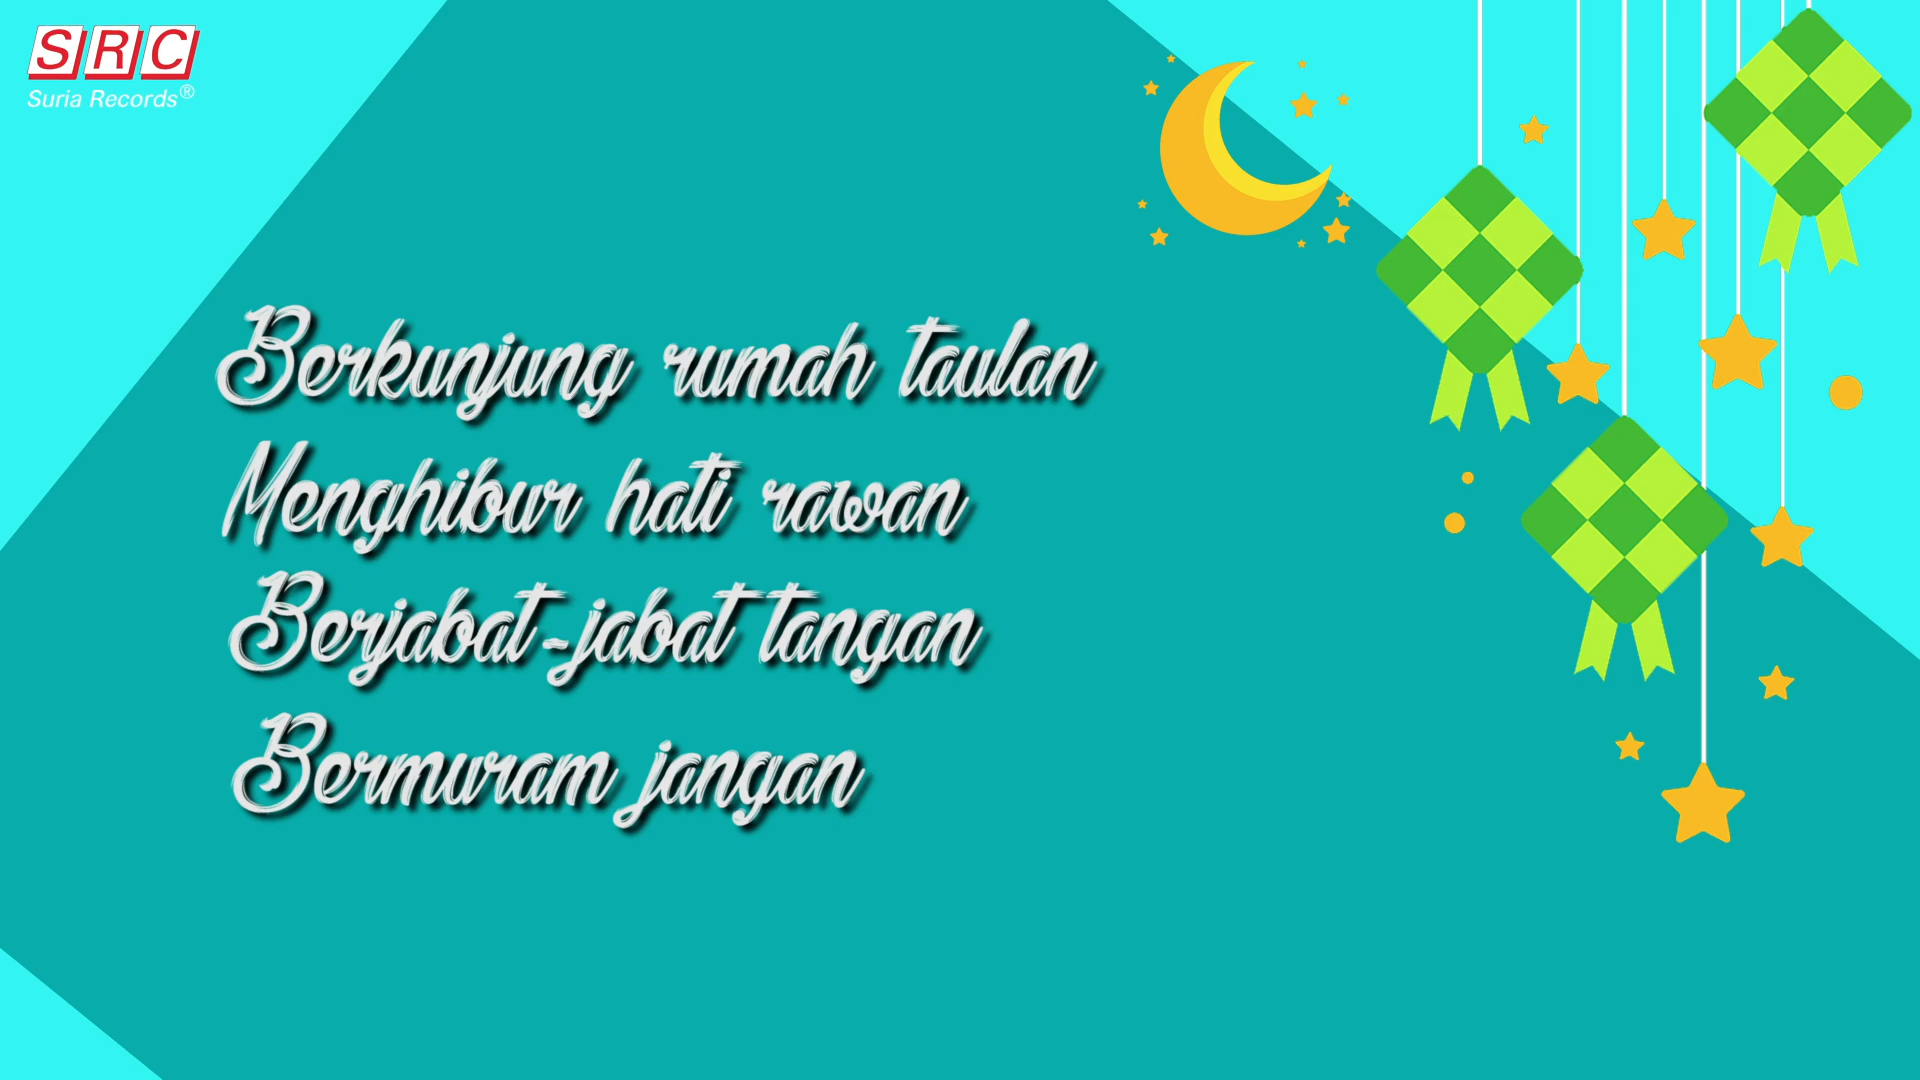 SRC
Suria Records®
Berkunjung rumah taulan
Menghibur hati rawan
Berjabat-jabat tangan
Bermuram jangan